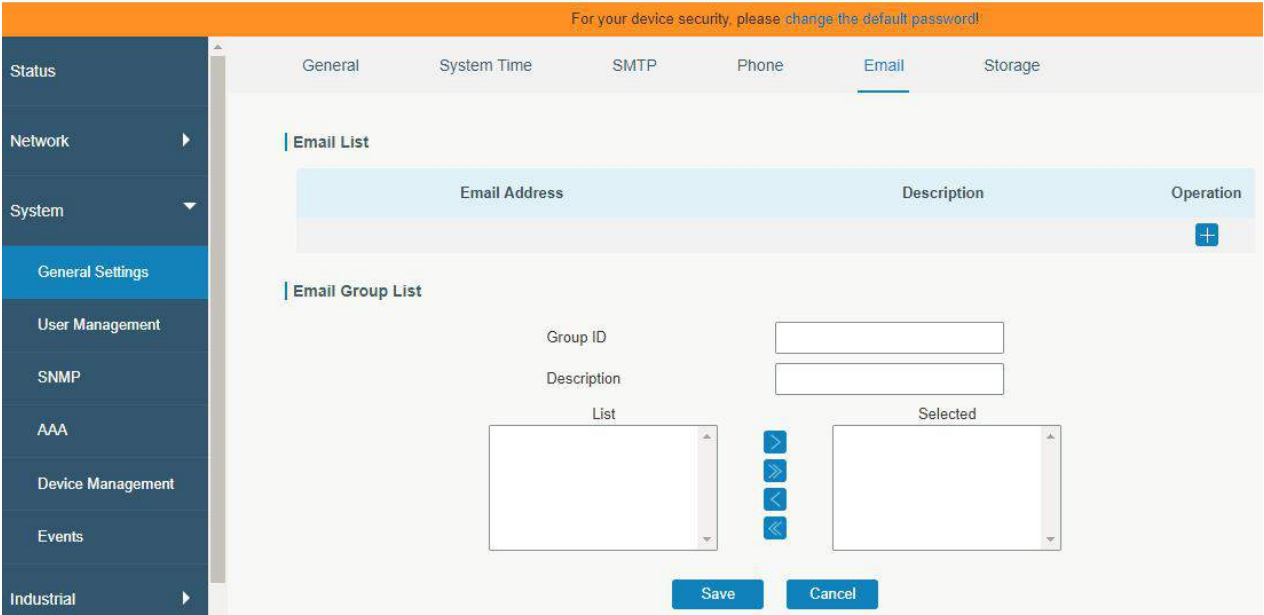 For your device security, please change the default password!
Status
Network
System
General Settings
User Management
SNMP
AAA
Device Management
Events
Industrial
General System Time SMTP Phone Email Storage
Email List
Email Address Description Operation
Email Group List
Group ID
Description
List Selected
Save Cancel